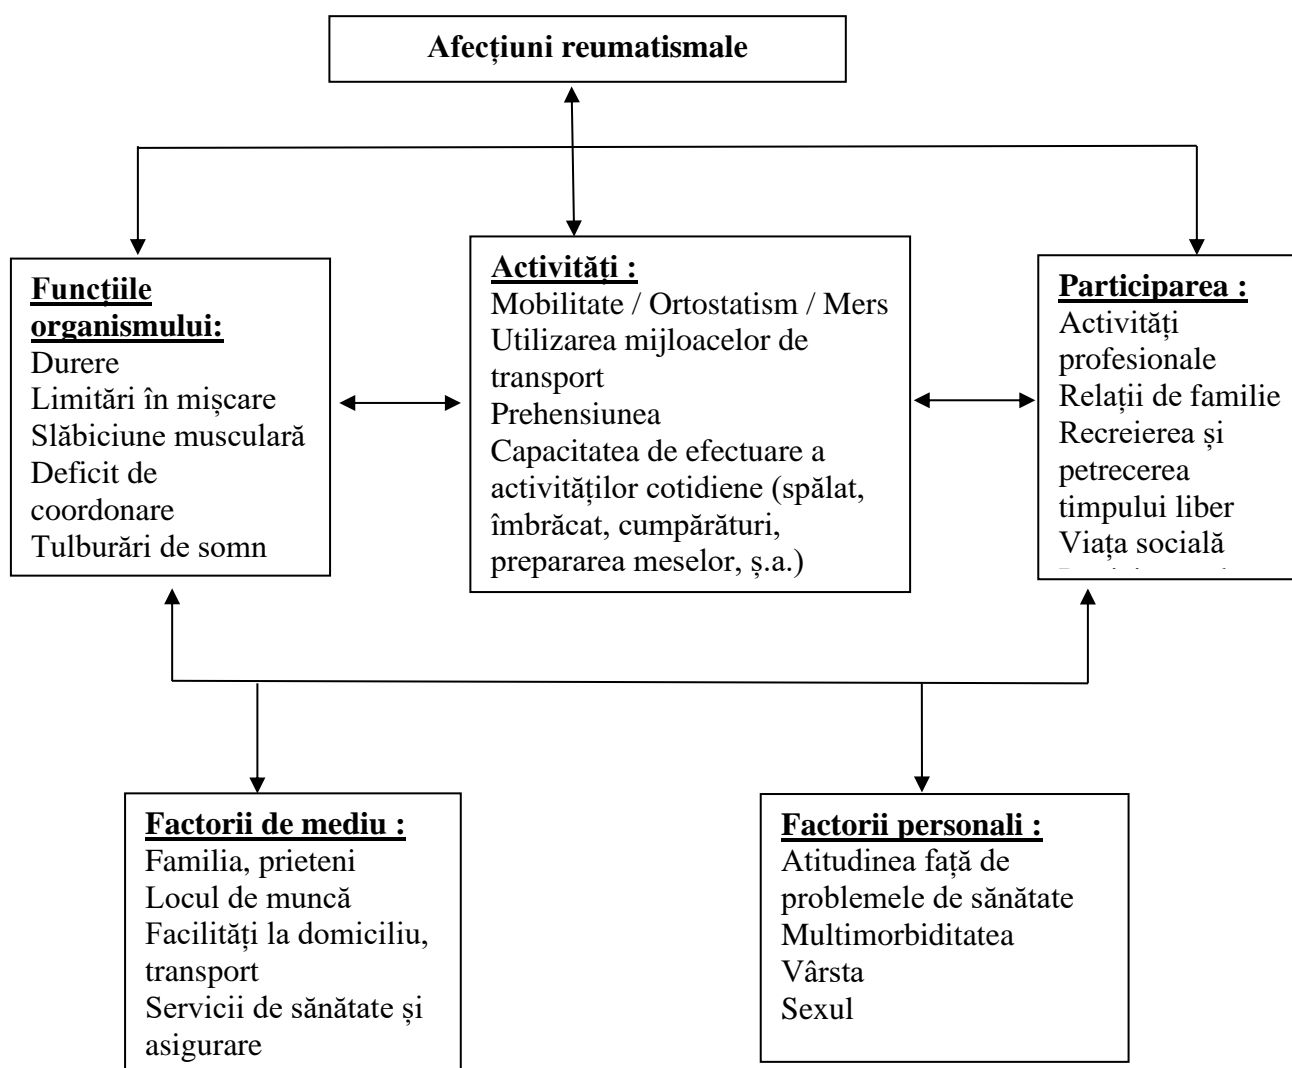 Afecțiuni reumatismale
Funcțiile
organismului:
Durere
Limitări în mișcare
Slăbiciune musculară
Deficit de
coordonare
Tulburări de somn
Activități :
Mobilitate / Ortostatism / Mers
Utilizarea mijloacelor de
transport
Prehensiunea
Capacitatea de efectuare a
activităților cotidiene (spălat,
îmbrăcat, cumpărături,
prepararea meselor, ș.a.)
Participarea :
Activități
profesionale
Relații de familie
Recreierea și
petrecerea
timpului liber
Viața socială
Factorii de mediu :
Familia, prieteni
Locul de muncă
Facilități la domiciliu,
transport
Servicii de sănătate și
asigurare
Factorii personali :
Atitudinea față de
problemele de sănătate
Multimorbiditatea
Vârsta
Sexul